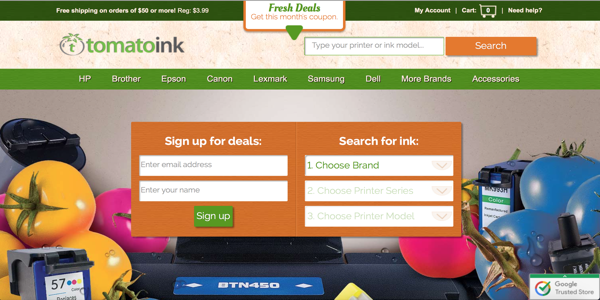 Free shipping on orders of $50 or more! Reg: $3.99
Fresh Deals
Get this month's coupon.
My Account | Cart: 0 | Need help?
tomatoink
Type your printer or ink model...
Search
HP Brother Epson Canon Lexmark Samsung Dell More Brands Accessories
Sign up for deals:
Enter email address
Enter your name
Sign up
Search for ink:
1. Choose Brand
2. Choose Printer Series
3. Choose Printer Model
Color
57
BTN450
Google
Trusted Store